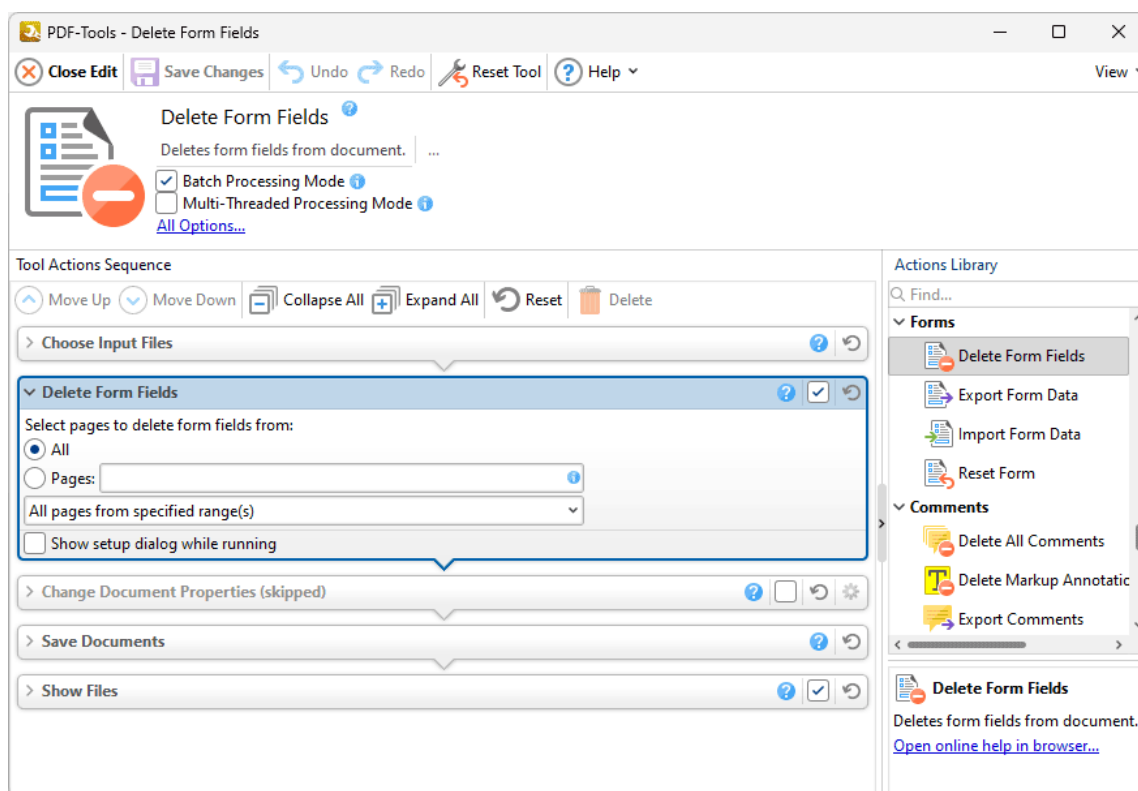 PDF-Tools - Delete Form Fields
Close Edit Save Changes Undo Redo Reset Tool ? Help View
Delete Form Fields ?
Deletes form fields from document. ...
Batch Processing Mode i
Multi-Threaded Processing Mode i
All Options...
Tool Actions Sequence
Move Up Move Down Collapse All Expand All Reset Delete
Choose Input Files ?
Delete Form Fields ?
Select pages to delete form fields from:
All
Pages: i
All pages from specified range(s)
Show setup dialog while running
Change Document Properties (skipped) ?
Save Documents ?
Show Files ?
Actions Library
Find...
Forms
Delete Form Fields
Export Form Data
Import Form Data
Reset Form
Comments
Delete All Comments
T Delete Markup Annotatic
Export Comments
Delete Form Fields
Deletes form fields from document.
Open online help in browser...